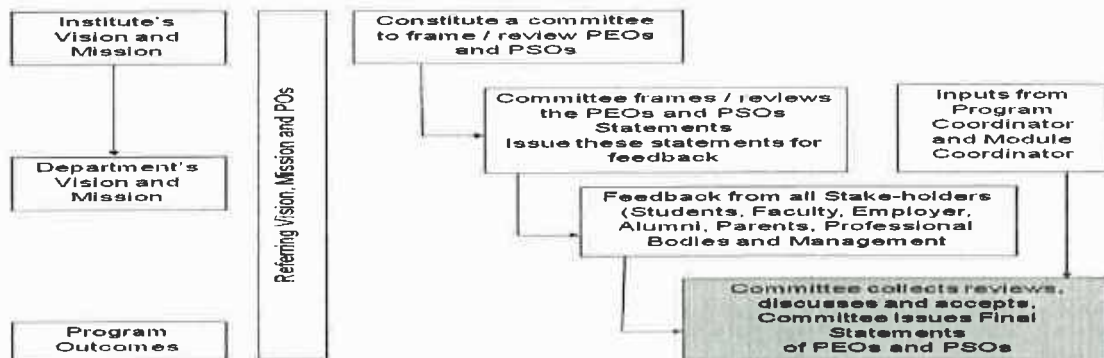 Institute's
Vision and
Mission
Department's
Vision and
Mission
Program
Outcomes
Referring Vision, Mission and POs
Constitute a committee
to frame / review PEOs
and PSOs
Committee frames / reviews
the PEOs and PSOs
Statements
Issue these statements for
feedback
Inputs from
Program
Coordinator
and Module
Coordinator
Feedback from all Stake-holders
(Students, Faculty, Employer,
Alumni, Parents, Professional
Bodies and Management
Committee collects reviews,
discusses and accepts,
Committee Issues Final
Statements
of PEOs and PSOs